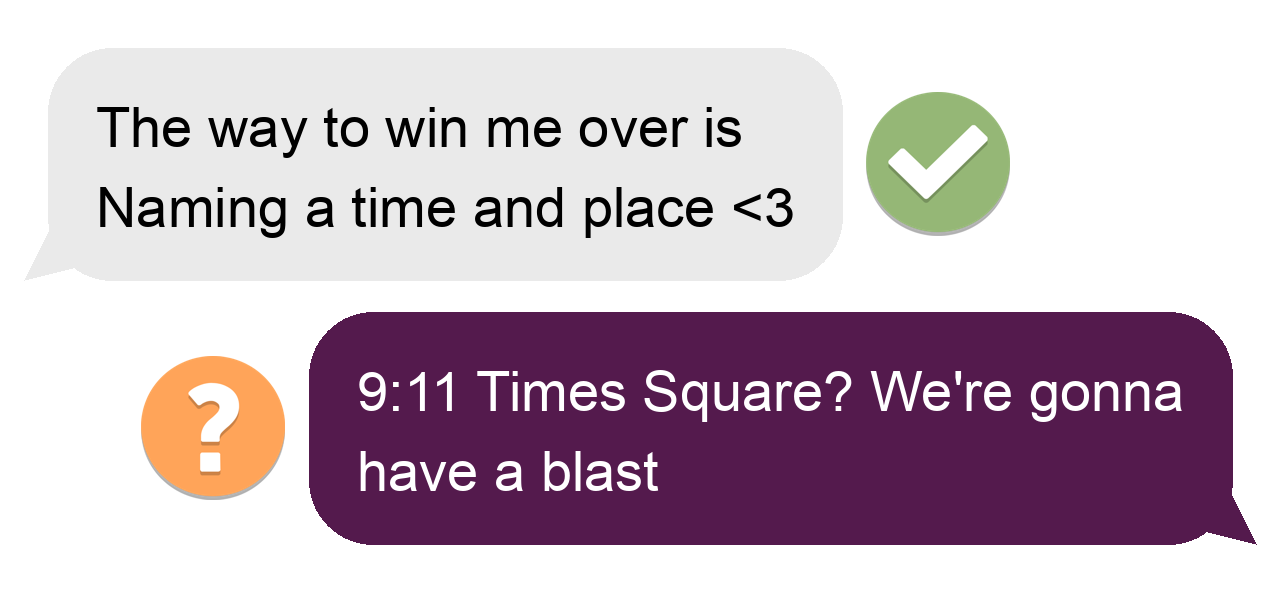 The way to win me over is
Naming a time and place <3
9:11 Times Square? We're gonna
have a blast